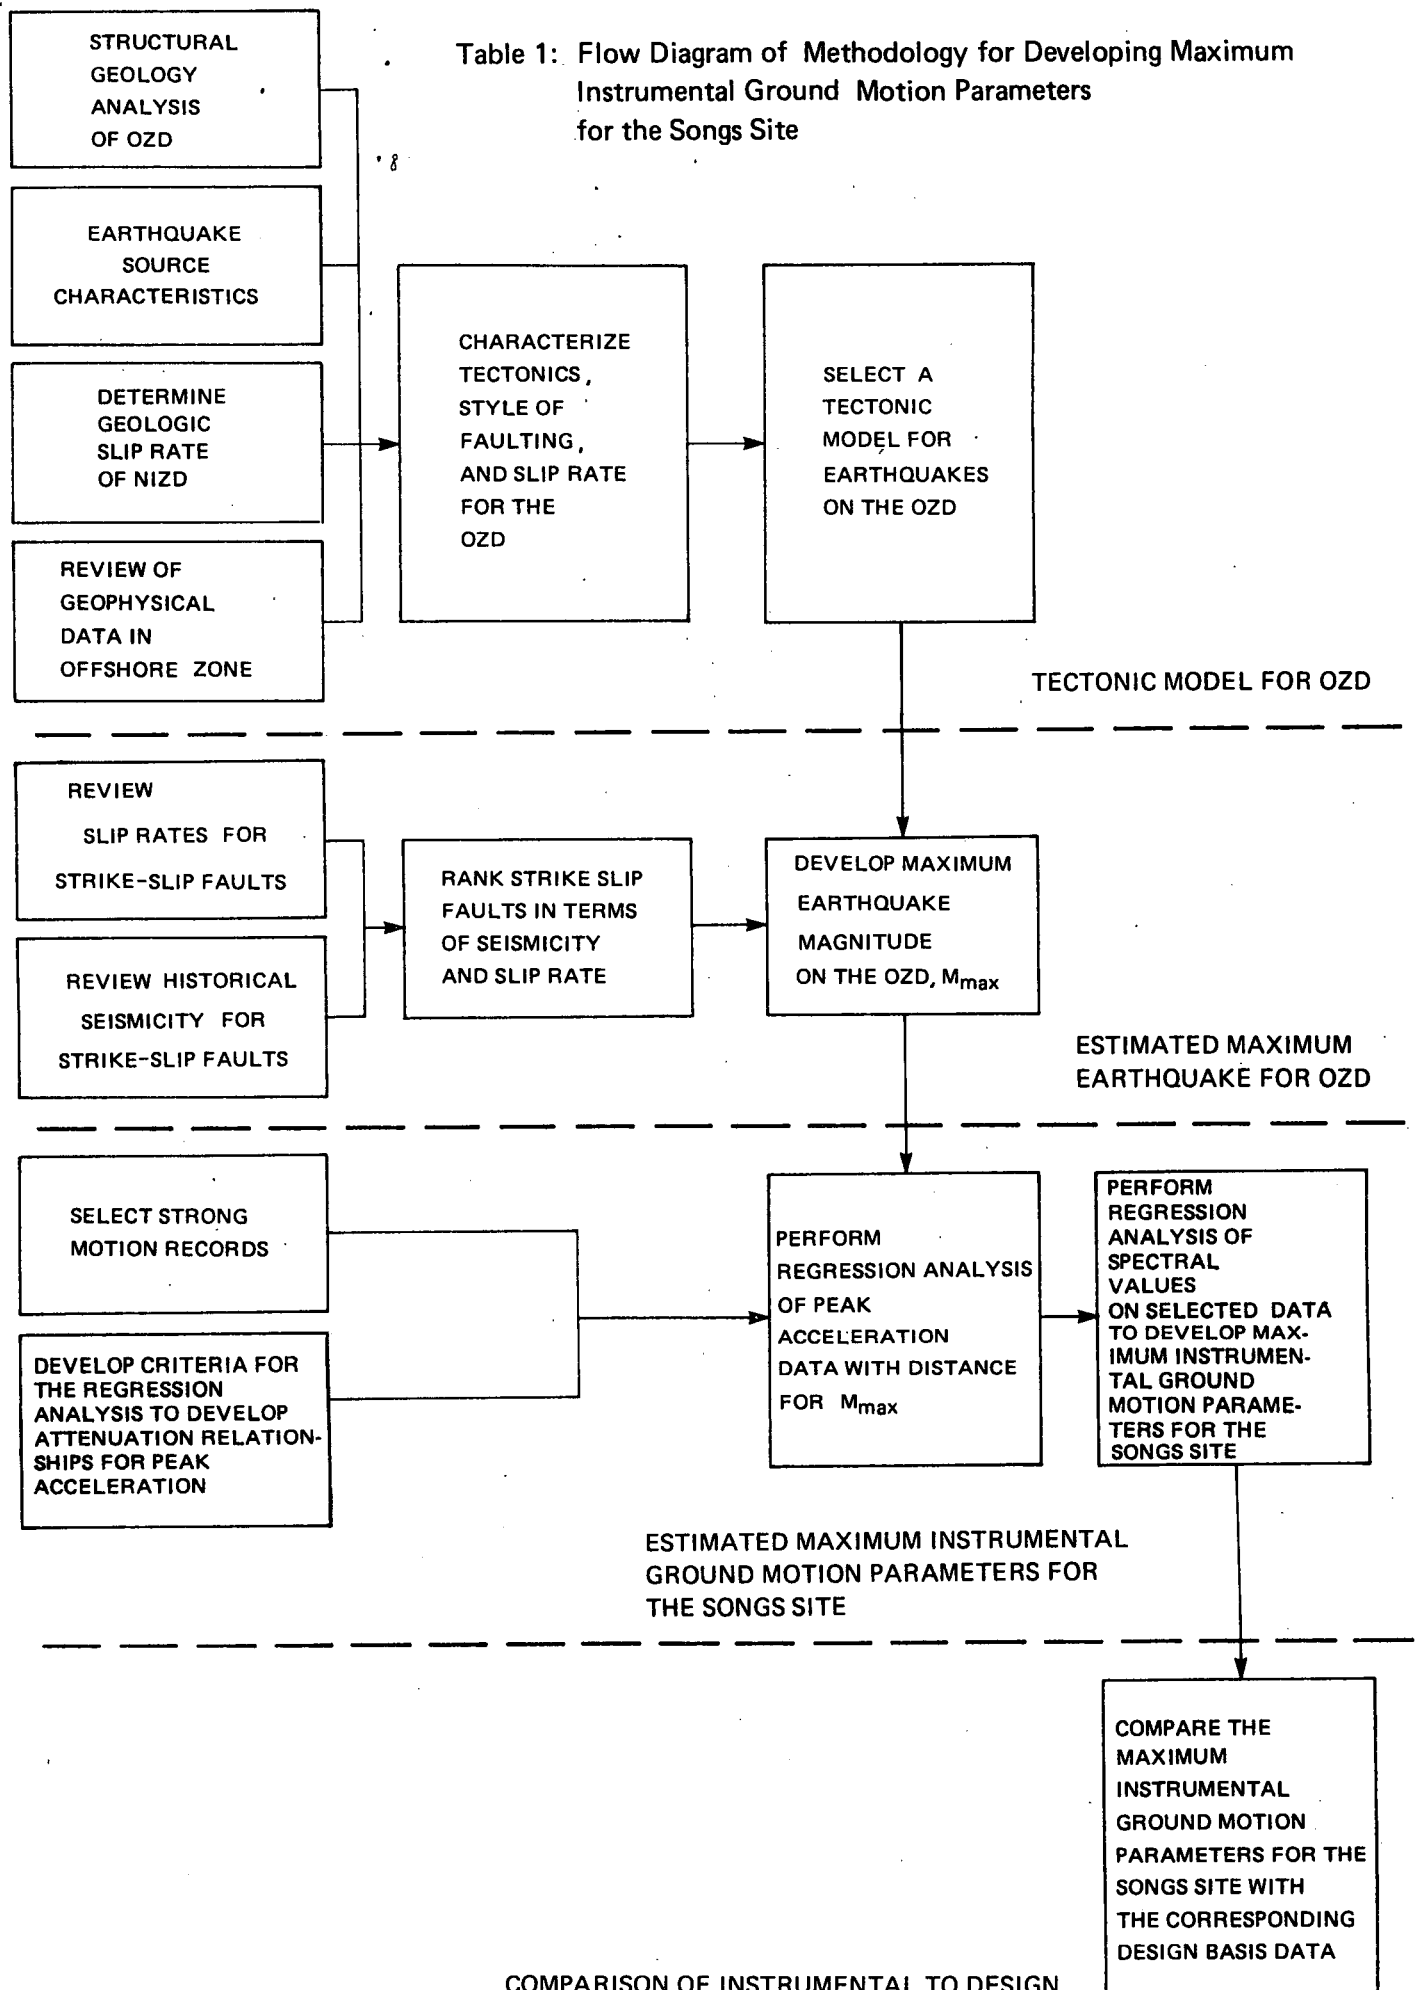 Table 1: Flow Diagram of Methodology for Developing Maximum
Instrumental Ground Motion Parameters
for the Songs Site
STRUCTURAL
GEOLOGY
ANALYSIS
OF OZD
EARTHQUAKE
SOURCE
CHARACTERISTICS
DETERMINE
GEOLOGIC
SLIP RATE
OF NIZD
REVIEW OF
GEOPHYSICAL
DATA IN
OFFSHORE ZONE
CHARACTERIZE
TECTONICS,
STYLE OF
FAULTING,
AND SLIP RATE
FOR THE
OZD
SELECT A
TECTONIC
MODEL FOR
EARTHQUAKES
ON THE OZD
TECTONIC MODEL FOR OZD
REVIEW
SLIP RATES FOR
STRIKE-SLIP FAULTS
REVIEW HISTORICAL
SEISMICITY FOR
STRIKE-SLIP FAULTS
RANK STRIKE SLIP
FAULTS IN TERMS
OF SEISMICITY
AND SLIP RATE
DEVELOP MAXIMUM
EARTHQUAKE
MAGNITUDE
ON THE OZD, Mmax
ESTIMATED MAXIMUM
EARTHQUAKE FOR OZD
SELECT STRONG
MOTION RECORDS
DEVELOP CRITERIA FOR
THE REGRESSION
ANALYSIS TO DEVELOP
ATTENUATION RELATION-
SHIPS FOR PEAK
ACCELERATION
PERFORM
REGRESSION ANALYSIS
OF PEAK
ACCELERATION
DATA WITH DISTANCE
FOR Mmax
PERFORM
REGRESSION
ANALYSIS OF
SPECTRAL
VALUES
ON SELECTED DATA
TO DEVELOP MAX-
IMUM INSTRUMEN-
TAL GROUND
MOTION PARAME-
TERS FOR THE
SONGS SITE
ESTIMATED MAXIMUM INSTRUMENTAL
GROUND MOTION PARAMETERS FOR
THE SONGS SITE
COMPARE THE
MAXIMUM
INSTRUMENTAL
GROUND MOTION
PARAMETERS FOR THE
SONGS SITE WITH
THE CORRESPONDING
DESIGN BASIS DATA
COMPARISON OF INSTRUMENTAL TO DESIGN